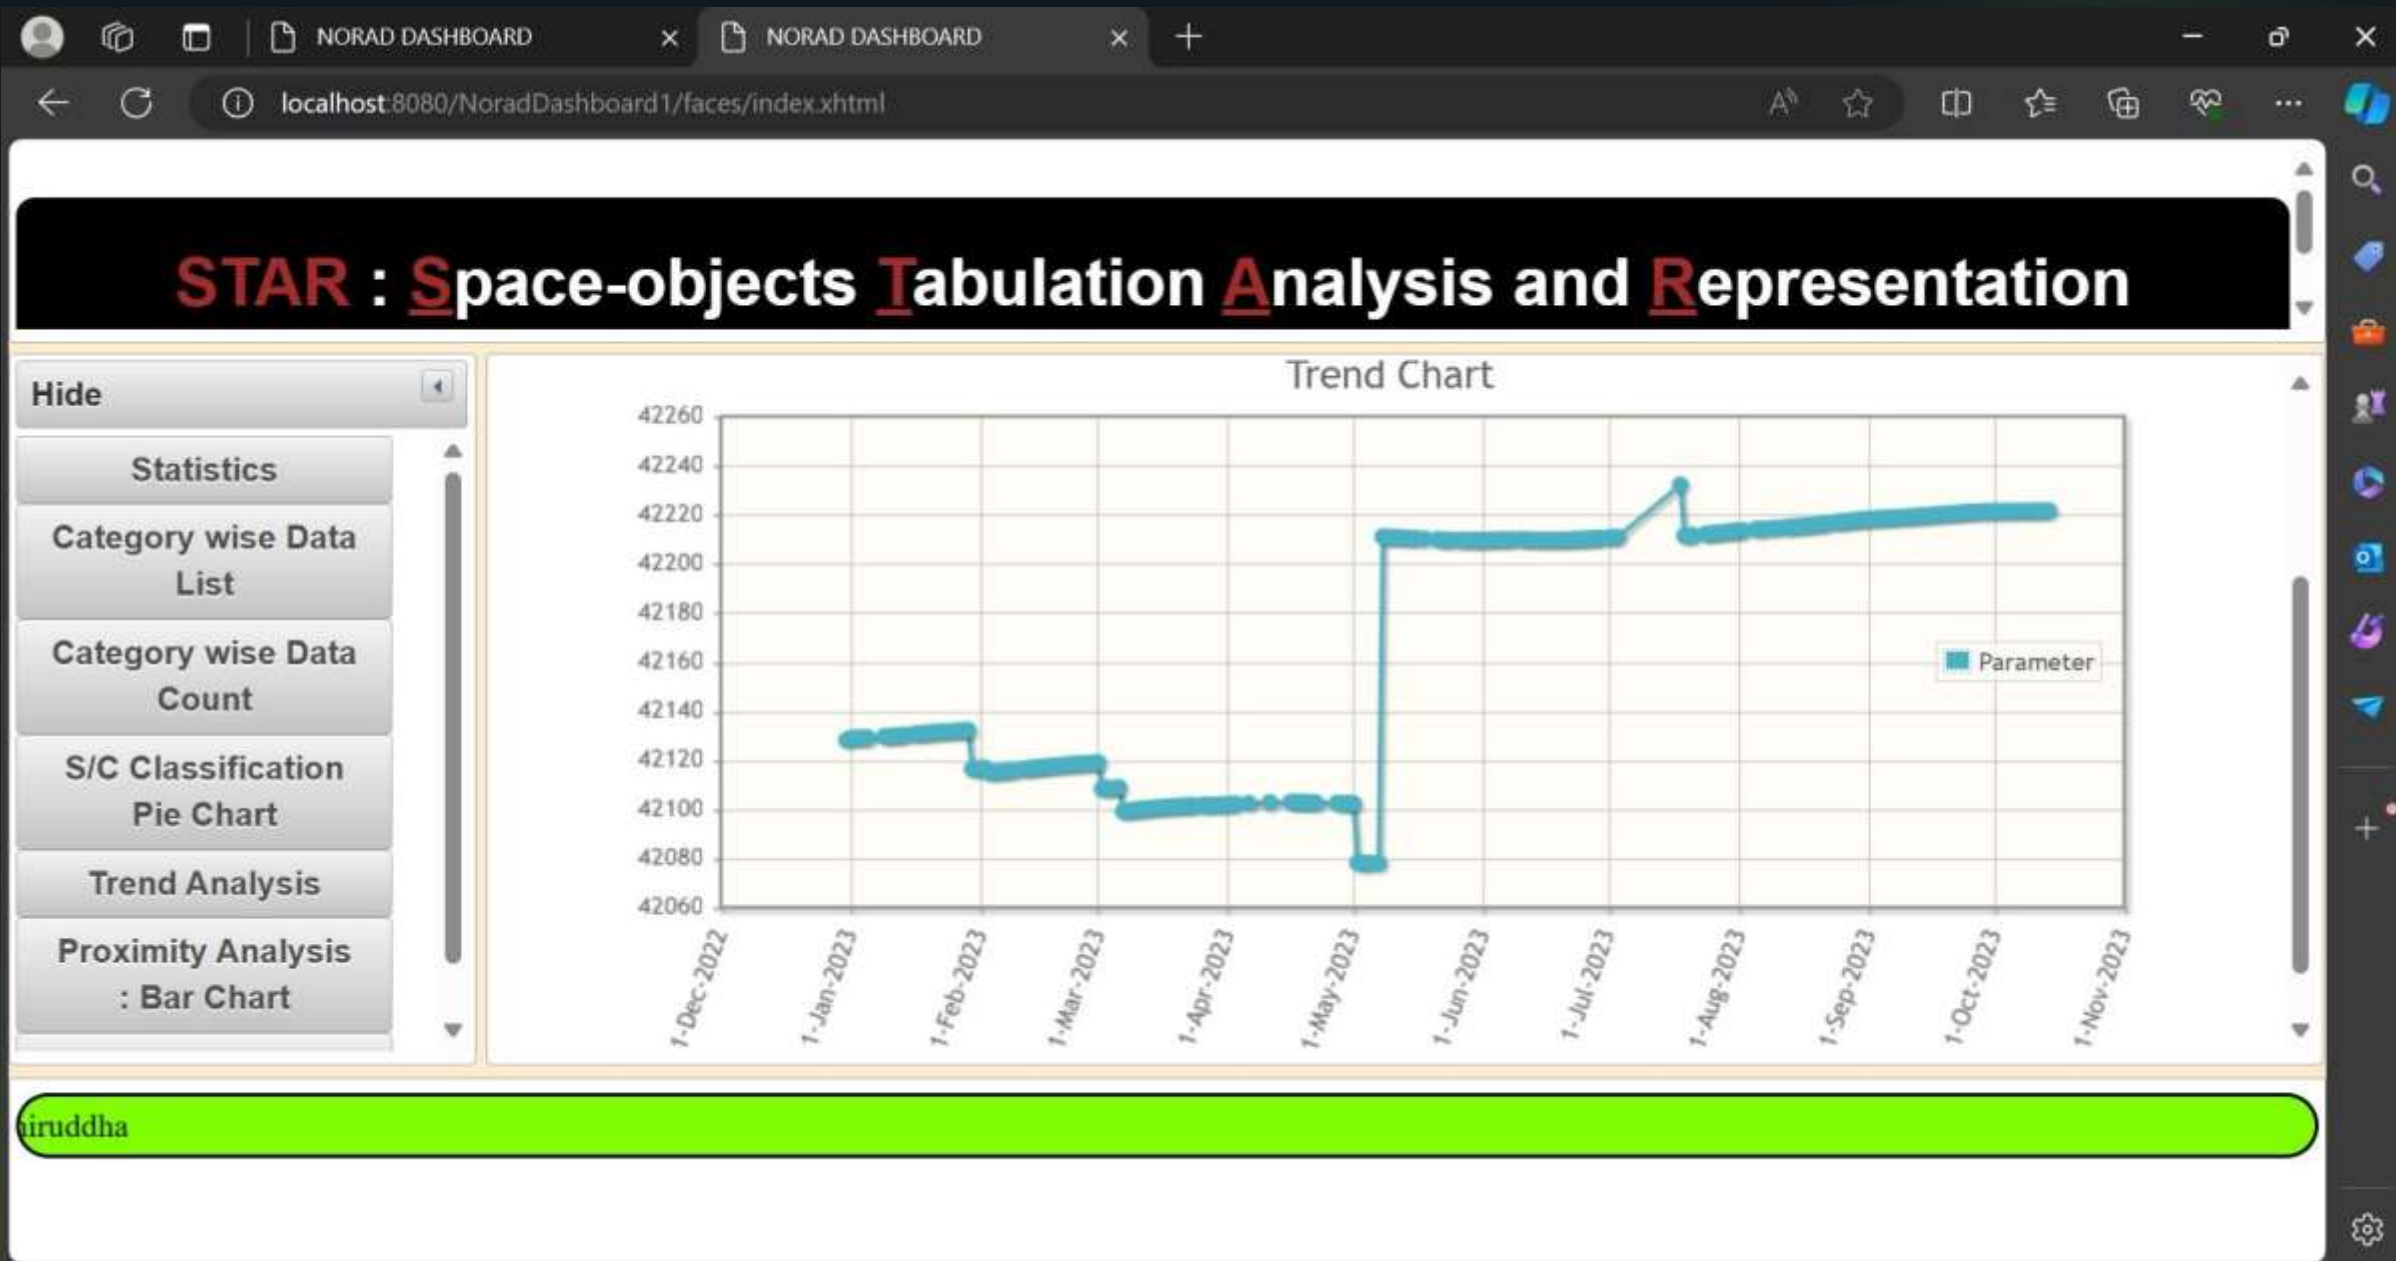 NORAD DASHBOARD
NORAD DASHBOARD
localhost:8080/NoradDashboard1/faces/index.xhtml
STAR : Space-objects Tabulation Analysis and Representation
Hide
Statistics
Category wise Data
List
Category wise Data
Count
S/C Classification
Pie Chart
Trend Analysis
Proximity Analysis
: Bar Chart
Trend Chart
42260
42240
42220
42200
42180
42160
42140
42120
42100
42080
42060
Parameter
1-Dec-2022
1-Jan-2023
1-Feb-2023
1-Mar-2023
1-Apr-2023
1-May-2023
1-Jun-2023
1-Jul-2023
1-Aug-2023
1-Sep-2023
1-Oct-2023
1-Nov-2023
iruddha